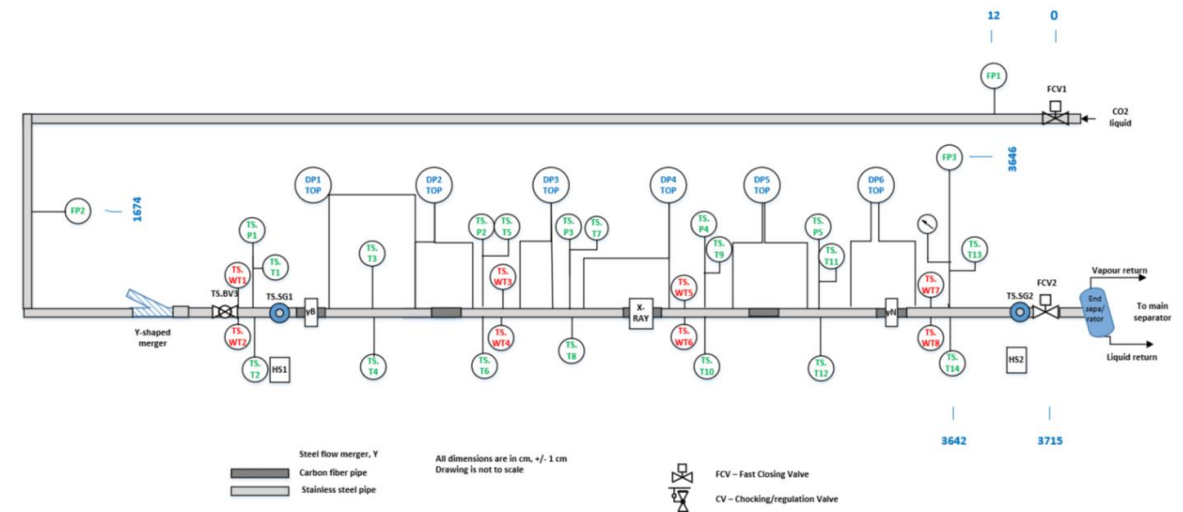 12
0
FP1
FCV1
CO2
liquid
FP3
3646
DP1
TOP
DP2
TOP
DP3
TOP
DP4
TOP
DP5
TOP
DP6
TOP
FP2
1674
TS.
P1
TS.
T1
TS.
WT1
TS.BV3
TS.SG1
TS.
T3
TS.
P2
TS.
T5
TS.
WT3
TS.
P3
TS.
T7
TS.
P4
TS.
T9
TS.
WT5
TS.
P5
TS.
T11
TS.
WT7
TS.
T13
TS.SG2
FCV2
Vapour return
End
sepa/
rator
To main
separator
Liquid return
Y-shaped
merger
γB
X-
RAY
γN
TS.
WT2
TS.
T2
HS1
TS.
T4
TS.
WT4
TS.
T6
TS.
T8
TS.
WT6
TS.
T10
TS.
T12
TS.
WT8
TS.
T14
HS2
3642
3715
Steel flow merger, Y
Carbon fiber pipe
Stainless steel pipe
All dimensions are in cm, +/- 1 cm
Drawing is not to scale
FCV – Fast Closing Valve
CV – Chocking/regulation Valve